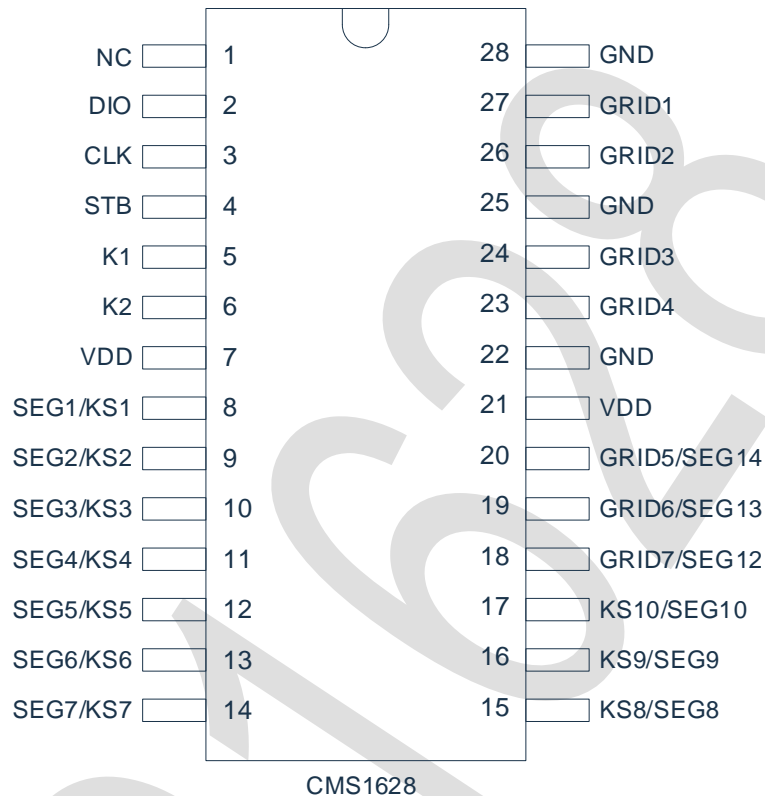 NC 1 28 GND
DIO 2 27 GRID1
CLK 3 26 GRID2
STB 4 25 GND
K1 5 24 GRID3
K2 6 23 GRID4
VDD 7 22 GND
SEG1/KS1 8 21 VDD
SEG2/KS2 9 20 GRID5/SEG14
SEG3/KS3 10 19 GRID6/SEG13
SEG4/KS4 11 18 GRID7/SEG12
SEG5/KS5 12 17 KS10/SEG10
SEG6/KS6 13 16 KS9/SEG9
SEG7/KS7 14 15 KS8/SEG8
CMS1628